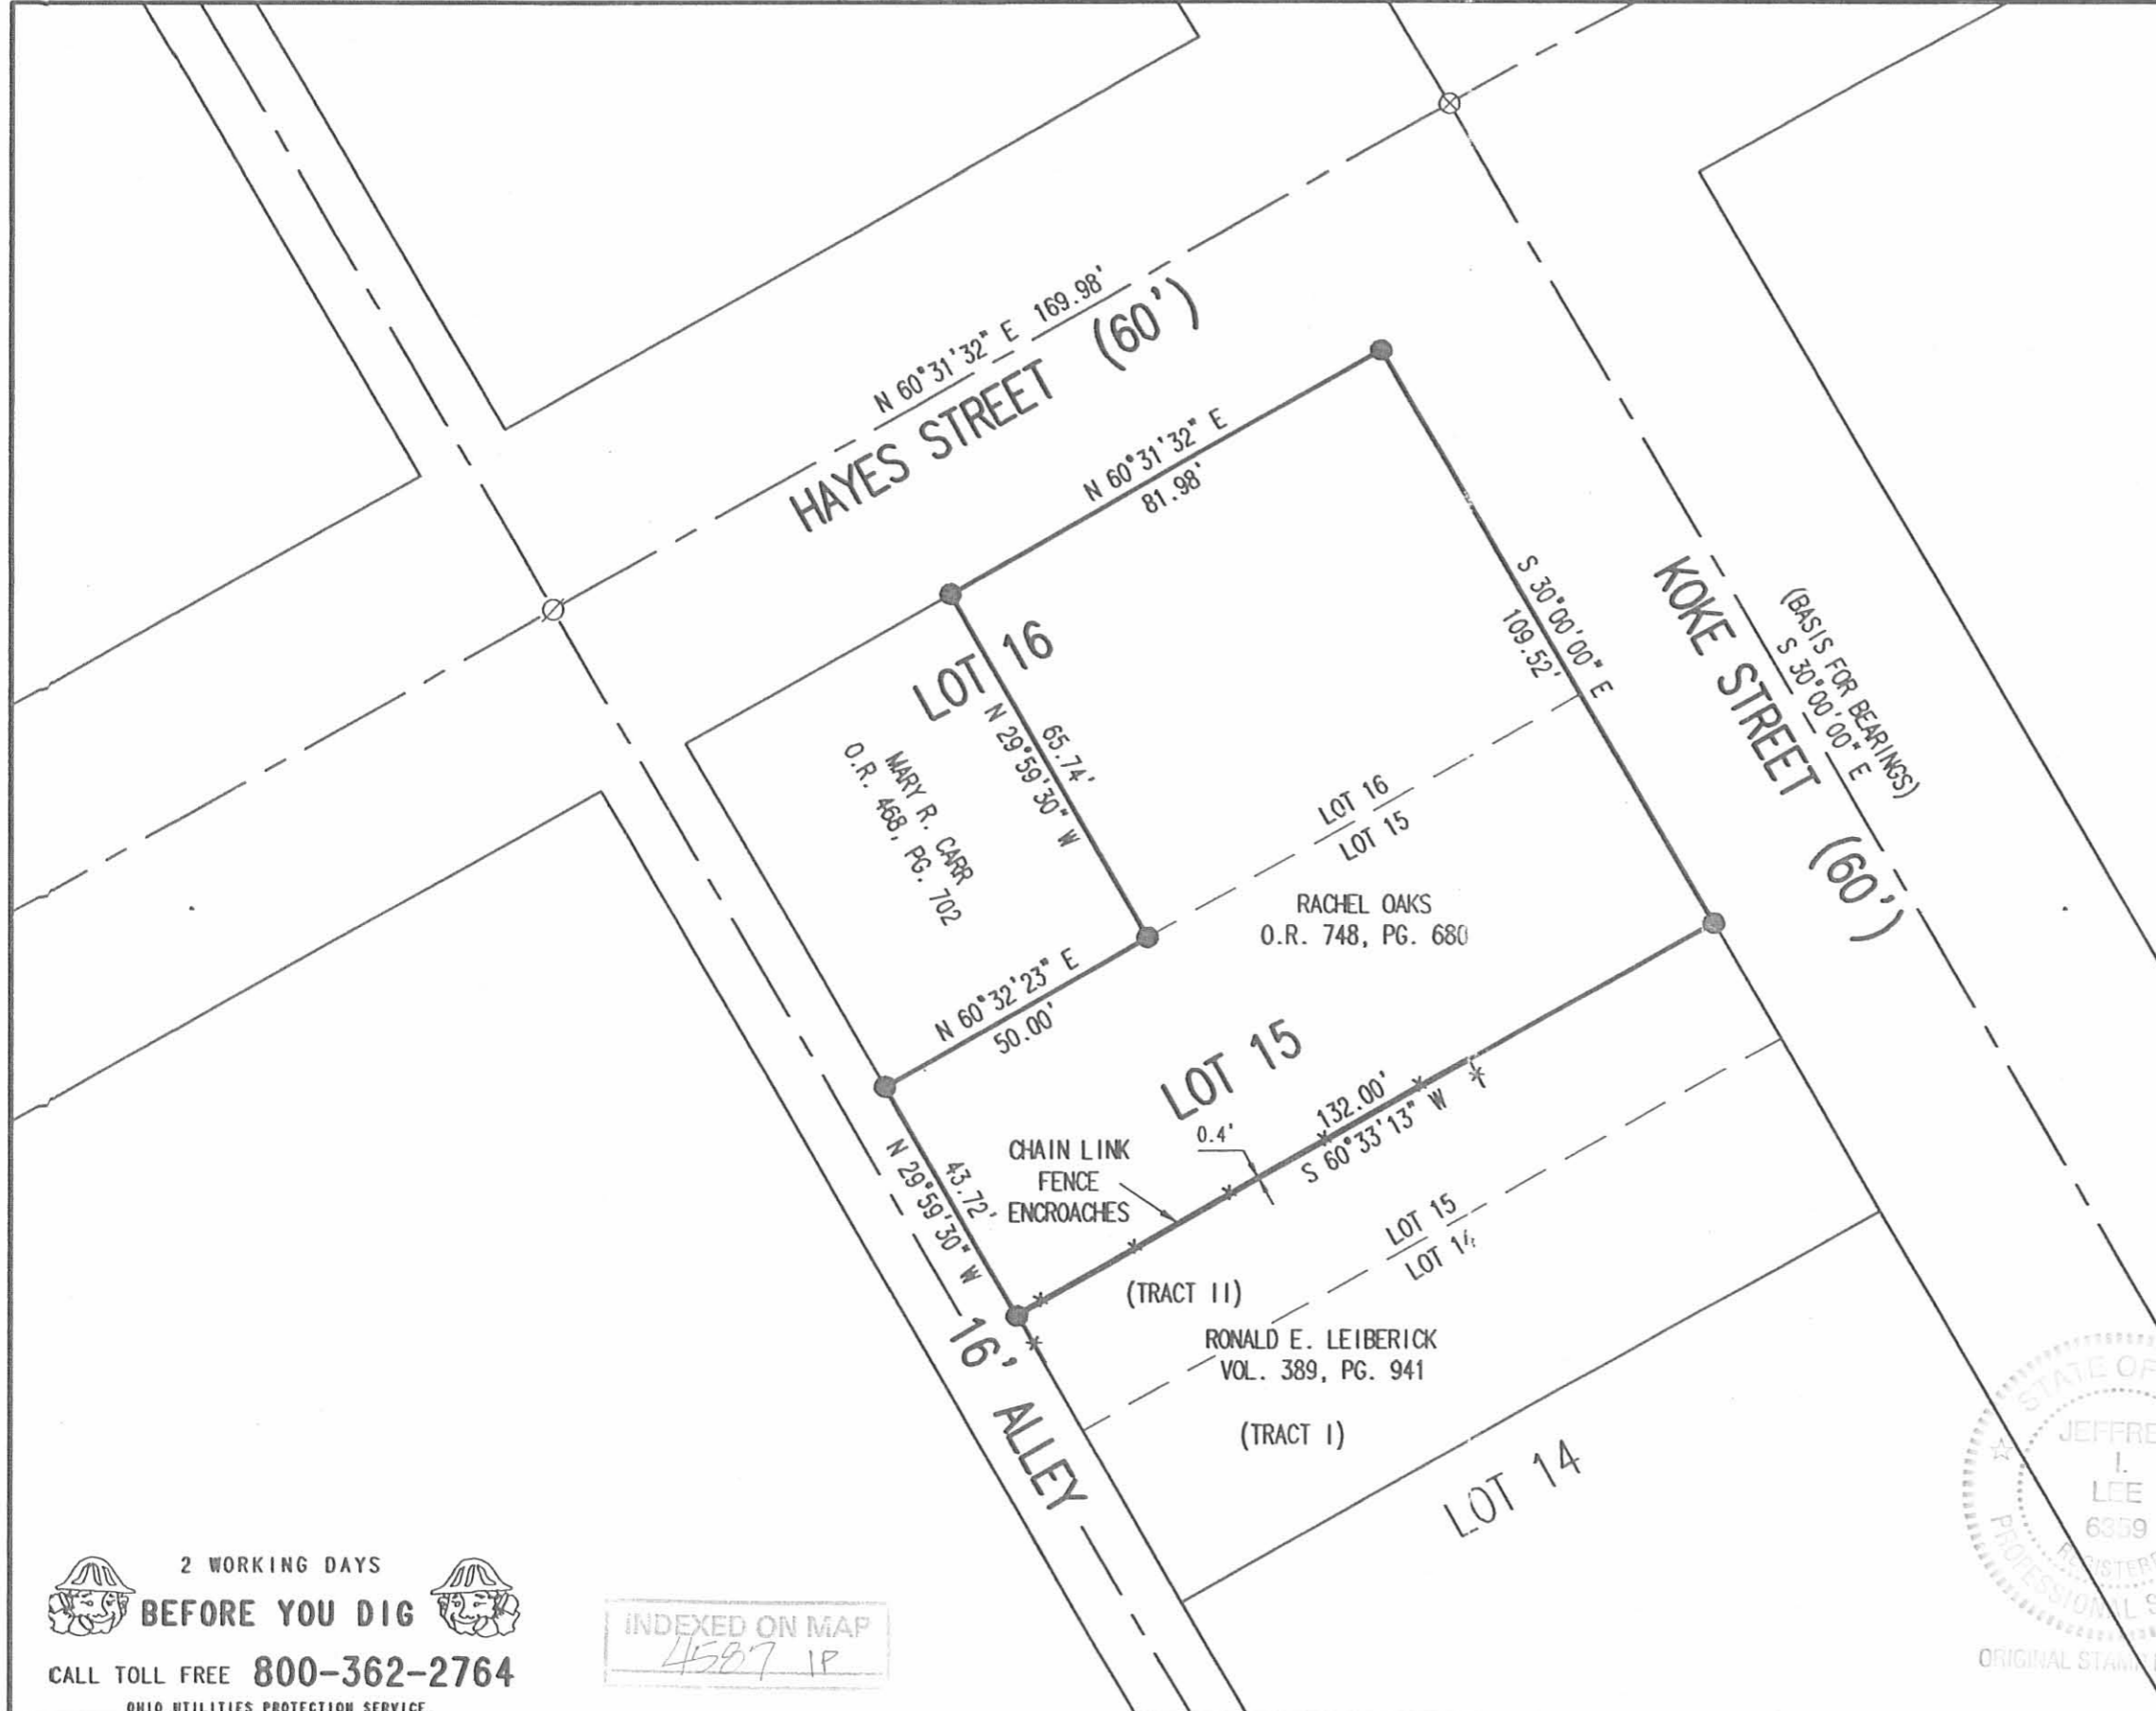 N 60°31'32" E 169.98'
HAYES STREET (60')
N 60°31'32" E
81.98'
S 30°00'00" E
109.52'
KOKE STREET (60')
(BASIS FOR BEARINGS)
S 30°00'00" E
LOT 16
65.74'
N 29°59'30" W
MARY R. CARR
O.R. 468, PG. 702
LOT 16
LOT 15
RACHEL OAKS
O.R. 748, PG. 680
N 60°32'23" E
50.00'
LOT 15
132.00'
S 60°33'13" W
0.4'
CHAIN LINK
FENCE
ENCROACHES
43.72'
N 29°59'30" W
LOT 15
LOT 14
(TRACT II)
RONALD E. LEIBERICK
VOL. 389, PG. 941
(TRACT I)
16' ALLEY
LOT 14
STATE OF
JEFFRE
I.
LEE
6359
REGISTER
PROFESSIONAL S
ORIGINAL STAMP
2 WORKING DAYS
BEFORE YOU DIG
CALL TOLL FREE 800-362-2764
OHIO UTILITIES PROTECTION SERVICE
INDEXED ON MAP
4587 IP